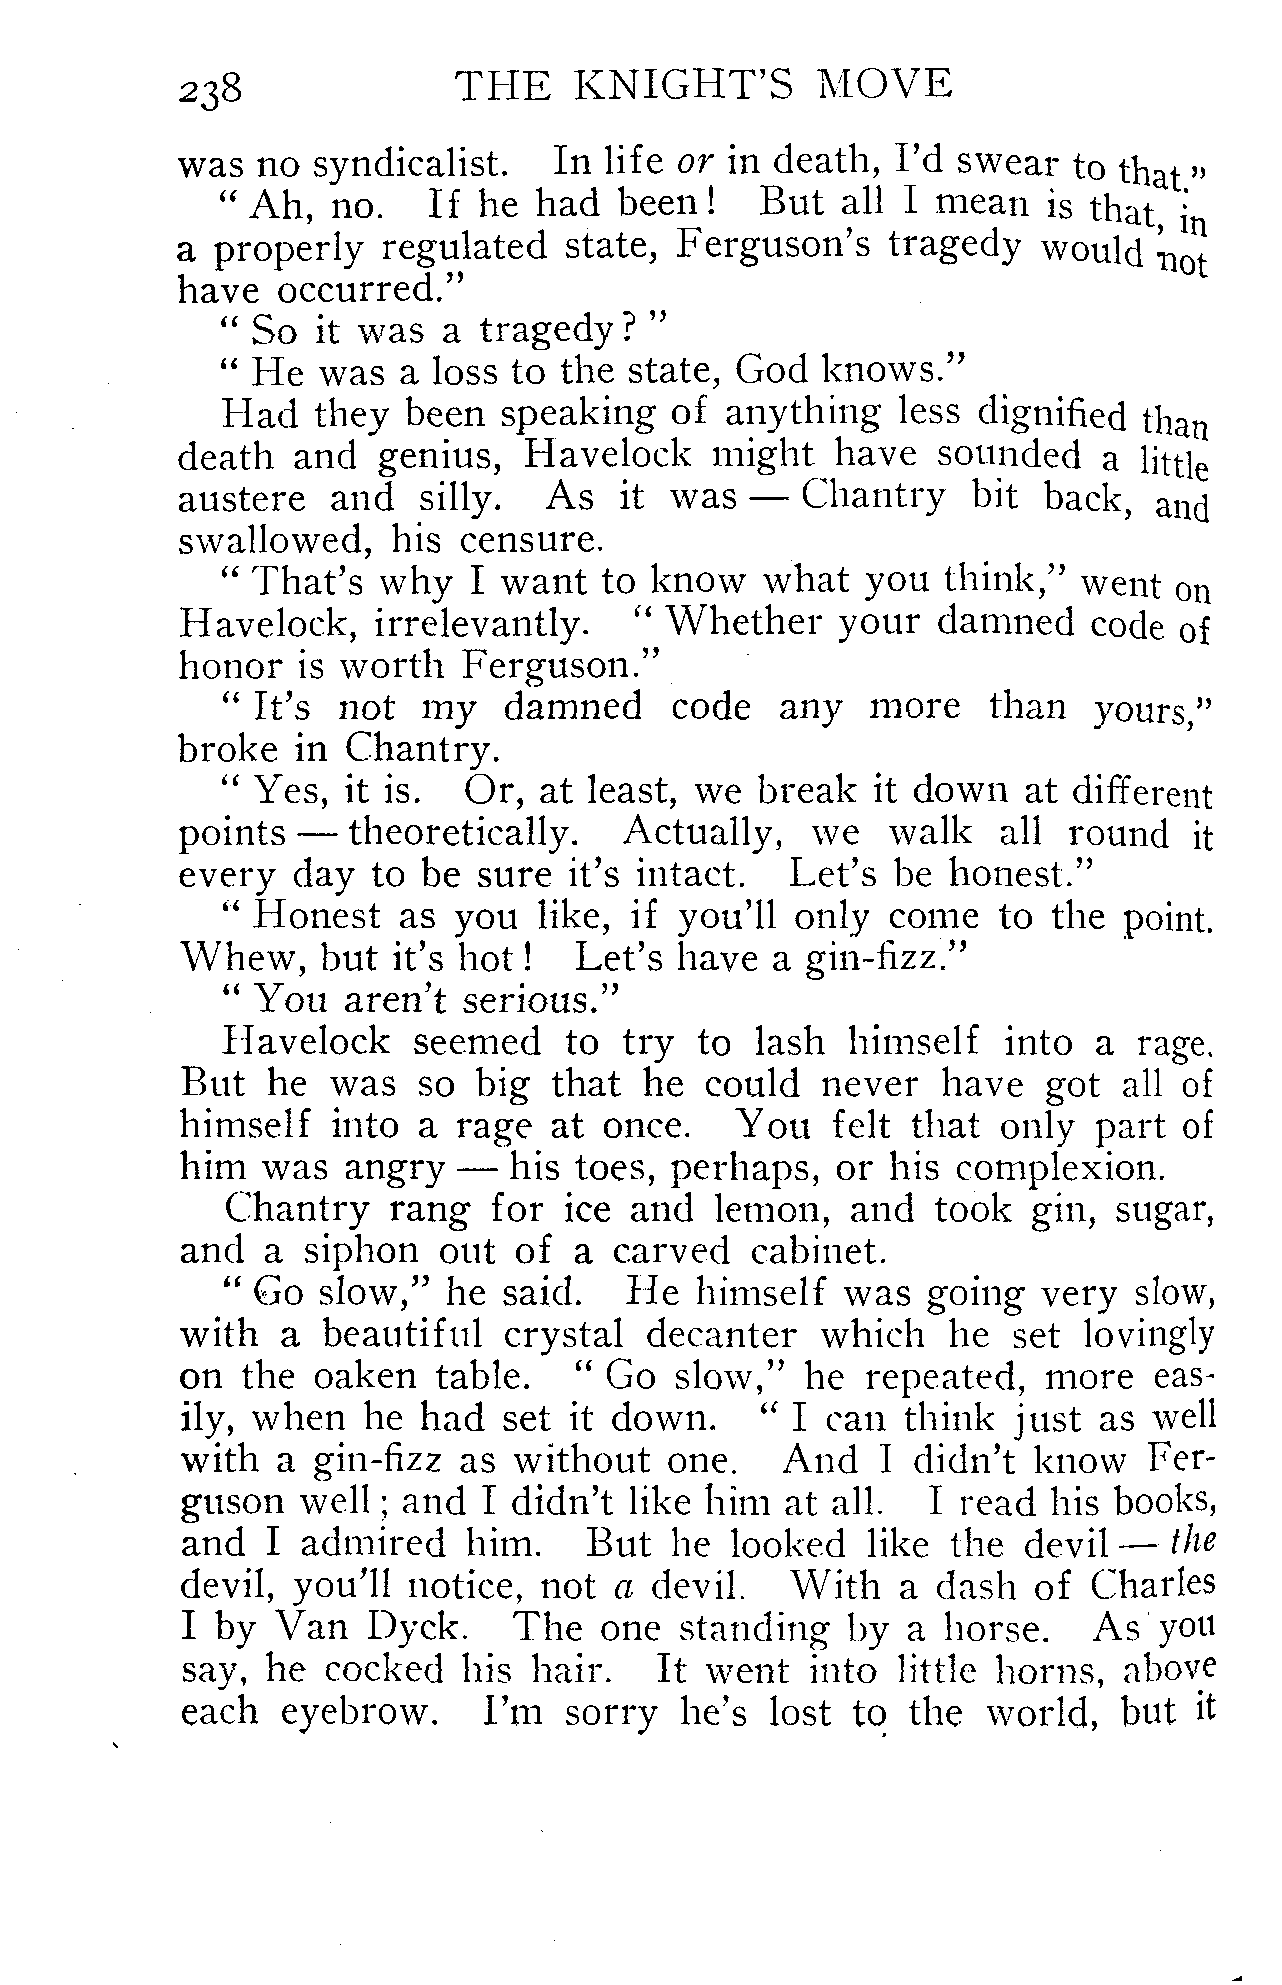 238 THE KNIGHT'S MOVE
was no syndicalist. In life or in death, I'd swear to that."
" Ah, no. If he had been! But all I mean is that, in
a properly regulated state, Ferguson's tragedy would not
have occurred."
" So it was a tragedy? "
" He was a loss to the state, God knows."
Had they been speaking of anything less dignified than
death and genius, Havelock might have sounded a little
austere and silly. As it was — Chantry bit back, and
swallowed, his censure.
" That's why I want to know what you think," went on
Havelock, irrelevantly. " Whether your damned code of
honor is worth Ferguson."
" It's not my damned code any more than yours,"
broke in Chantry.
" Yes, it is. Or, at least, we break it down at different
points — theoretically. Actually, we walk all round it
every day to be sure it's intact. Let's be honest."
" Honest as you like, if you'll only come to the point.
Whew, but it's hot! Let's have a gin-fizz."
" You aren't serious."
Havelock seemed to try to lash himself into a rage.
But he was so big that he could never have got all of
himself into a rage at once. You felt that only part of
him was angry — his toes, perhaps, or his complexion.
Chantry rang for ice and lemon, and took gin, sugar,
and a siphon out of a carved cabinet.
" Go slow," he said. He himself was going very slow,
with a beautiful crystal decanter which he set lovingly
on the oaken table. " Go slow," he repeated, more eas-
ily, when he had set it down. " I can think just as well
with a gin-fizz as without one. And I didn't know Fer-
guson well; and I didn't like him at all. I read his books,
and I admired him. But he looked like the devil — the
devil, you'll notice, not a devil. With a dash of Charles
I by Van Dyck. The one standing by a horse. As you
say, he cocked his hair. It went into little horns, above
each eyebrow. I'm sorry he's lost to the world, but it